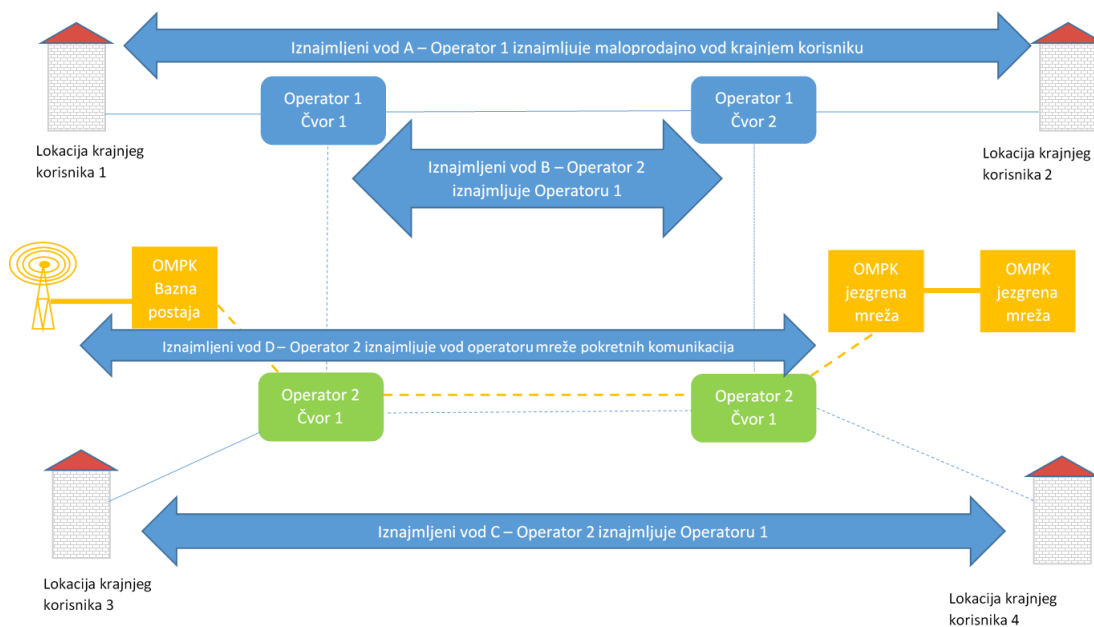 Iznajmljeni vod A – Operator 1 iznajmljuje maloprodajno vod krajnjem korisniku
Operator 1
Čvor 1
Operator 1
Čvor 2
Lokacija krajnjeg
korisnika 1
Iznajmljeni vod B – Operator 2
iznajmljuje Operatoru 1
Lokacija krajnjeg
korisnika 2
OMPK
Bazna
postaja
OMPK
jezgrena
mreža
OMPK
jezgrena
mreža
Iznajmljeni vod D – Operator 2 iznajmljuje vod operatoru mreže pokretnih komunikacija
Operator 2
Čvor 1
Operator 2
Čvor 1
Iznajmljeni vod C – Operator 2 iznajmljuje Operatoru 1
Lokacija krajnjeg
korisnika 3
Lokacija krajnjeg
korisnika 4